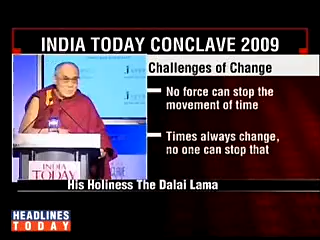 INDIA TODAY CONCLAVE 2009
Challenges of Change
No force can stop the
movement of time
Times always change,
no one can stop that
INDIA
TODAY
His Holiness The Dalai Lama
HEADLINES
TODAY